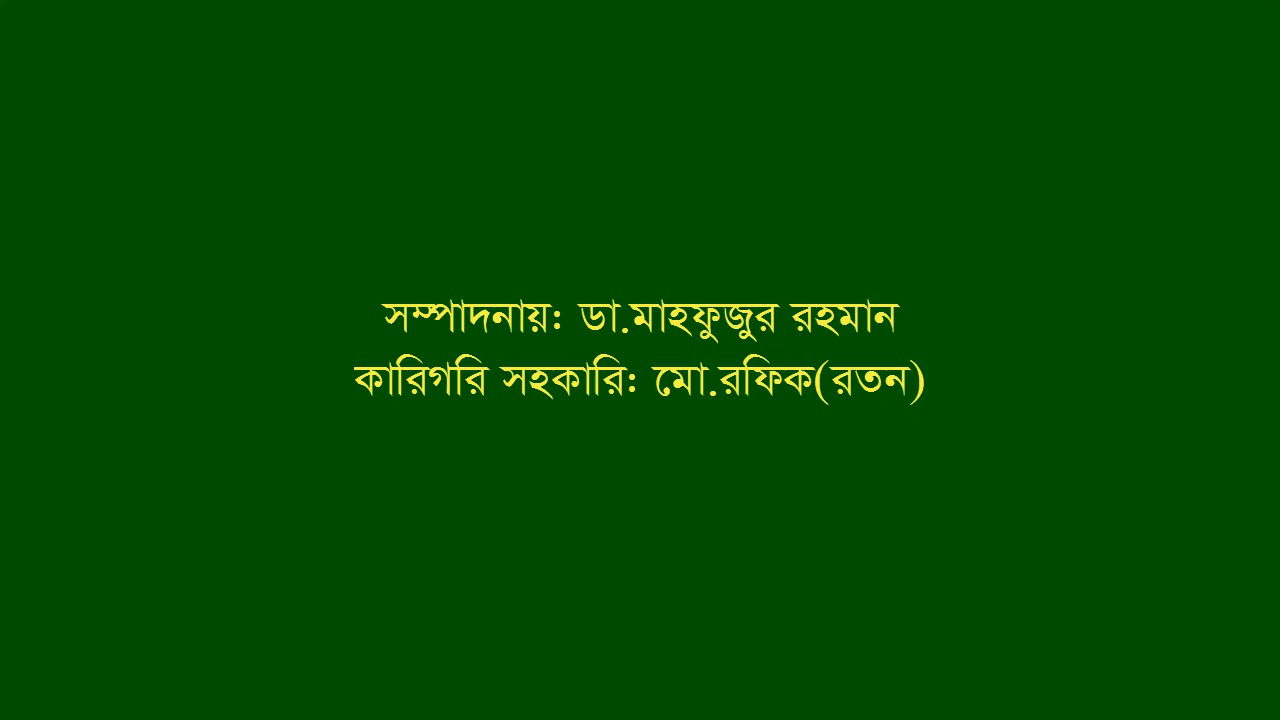 সম্পাদনায়: ডা.মাহফুজুর রহমান
কারিগরি সহকারি: মো.রফিক(রতন)